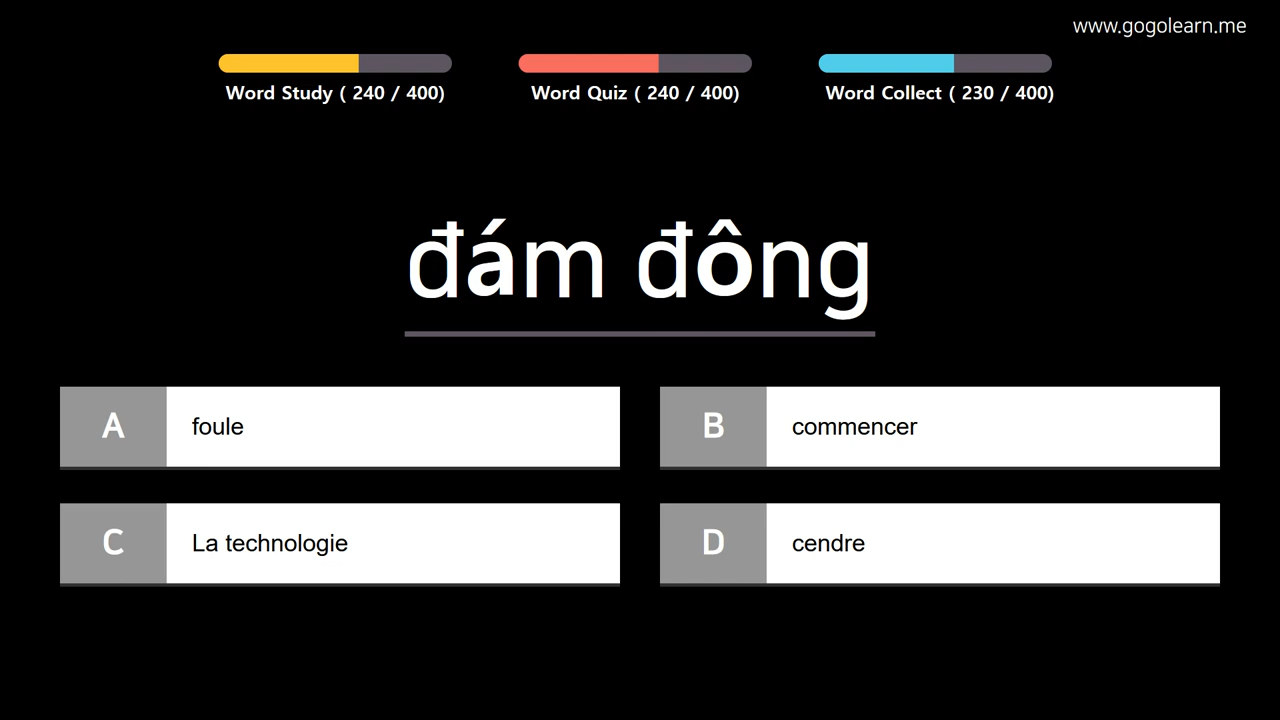 www.gogolearn.me
Word Study ( 240 / 400)
Word Quiz ( 240 / 400)
Word Collect ( 230 / 400)
đám đông
A foule
B commencer
C La technologie
D cendre